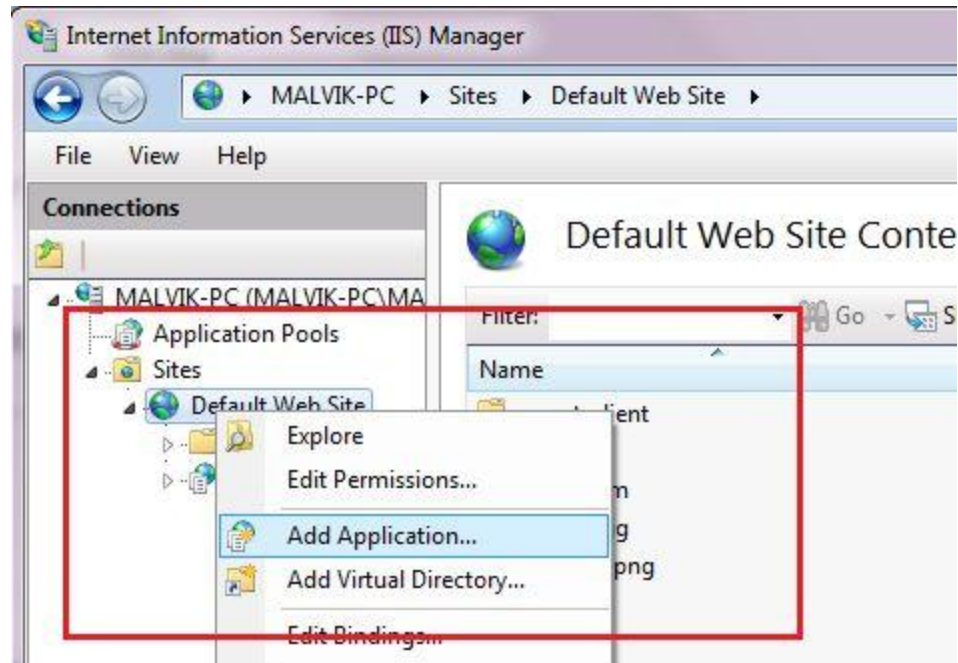 Internet Information Services (IIS) Manager
MALVIK-PC Sites Default Web Site
File View Help
Connections
Default Web Site Conte
MALVIK-PC (MALVIK-PC\MA
Filter: Go S
Application Pools
Sites
Name
Default Web Site
ent
Explore
Edit Permissions...
m
Add Application...
g
png
Add Virtual Directory...
Edit Bindings...